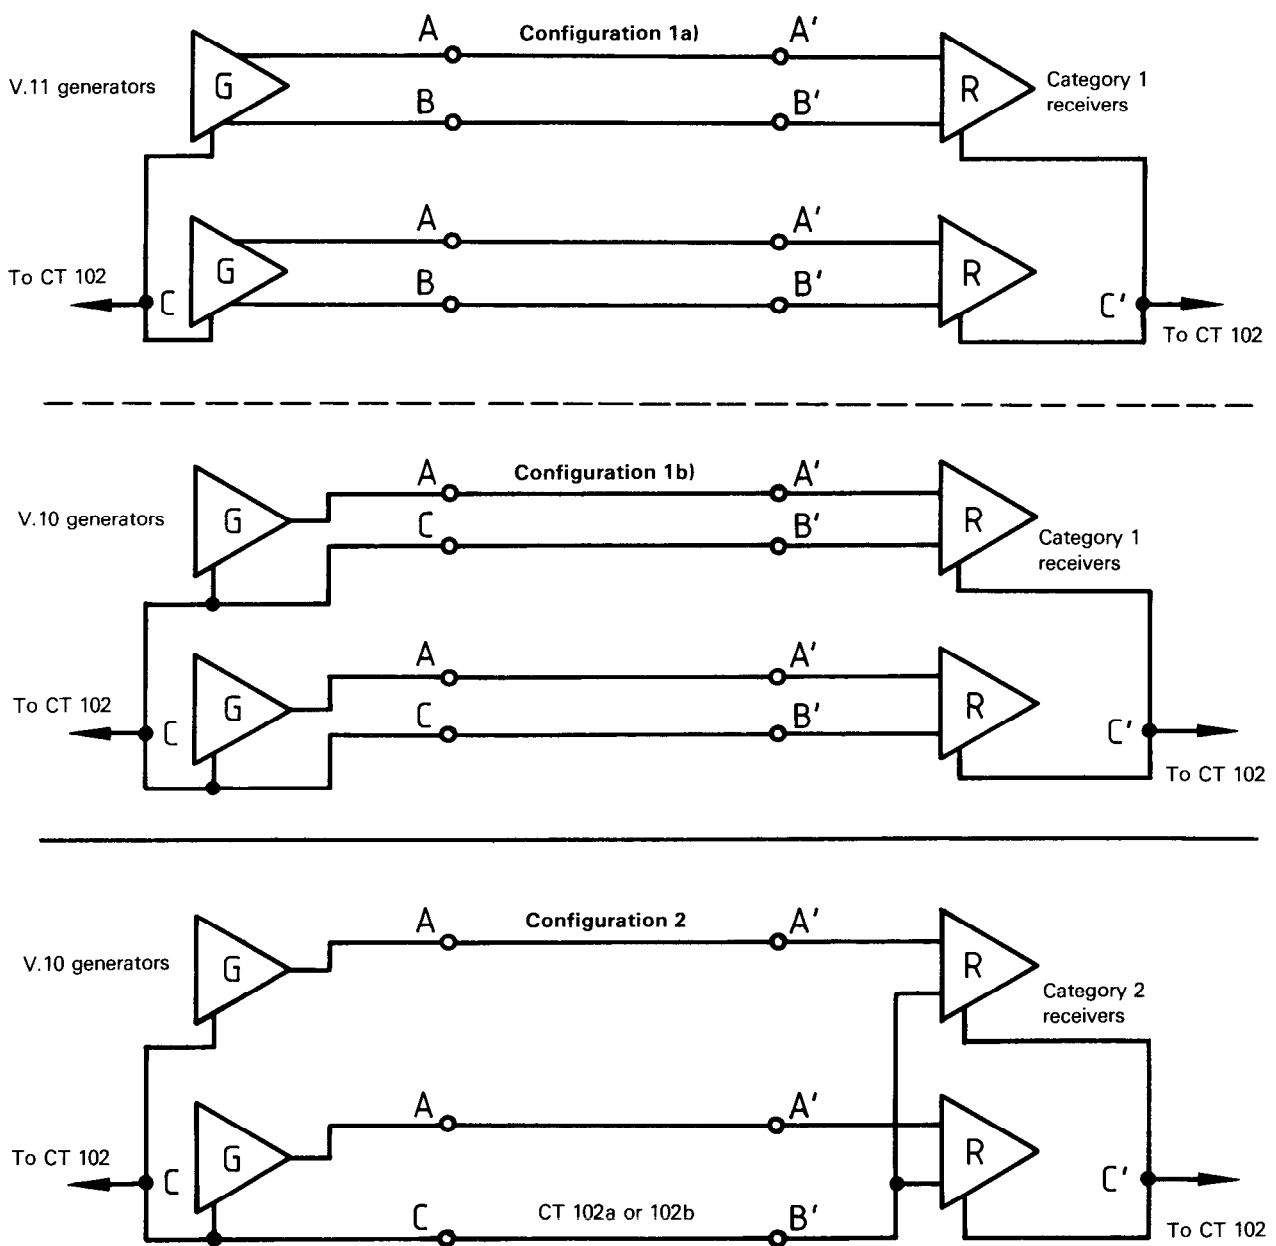 A Configuration 1a) A'
V.11 generators G R Category 1
receivers
B B'
A A'
To CT 102 C G B B' R C'
To CT 102
A Configuration 1b) A'
V.10 generators G C B' R Category 1
receivers
A A'
To CT 102 C G C B' R C'
To CT 102
A Configuration 2 A'
V.10 generators G R
Category 2
receivers
A A'
To CT 102 C G R C'
C CT 102a or 102b B' To CT 102